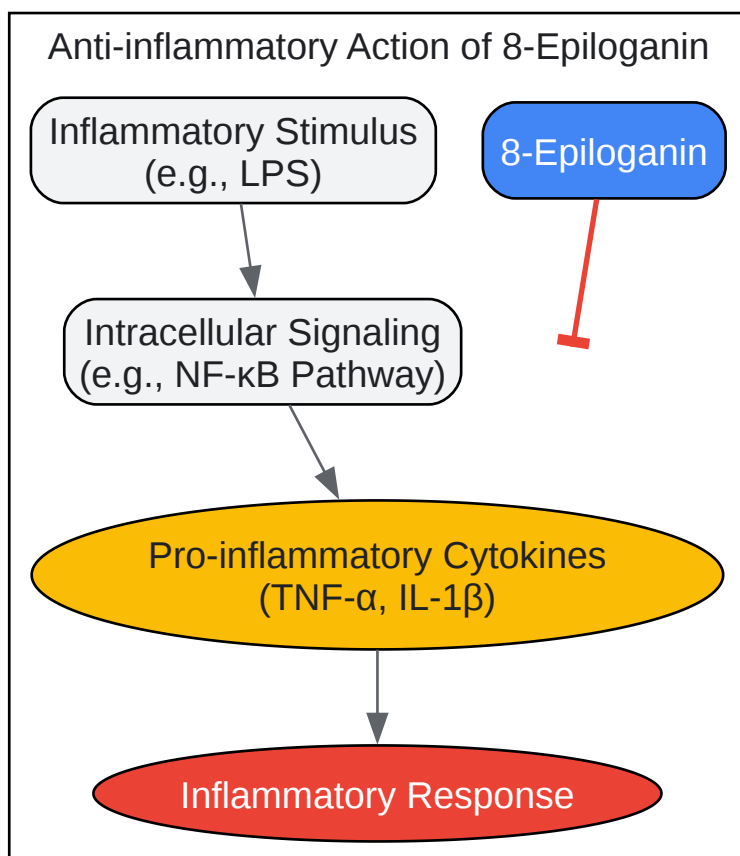 Anti-inflammatory Action of 8-Epiloganin
Inflammatory Stimulus
(e.g., LPS)
8-Epiloganin
Intracellular Signaling
(e.g., NF-κB Pathway)
Pro-inflammatory Cytokines
(TNF-α, IL-1β)
Inflammatory Response